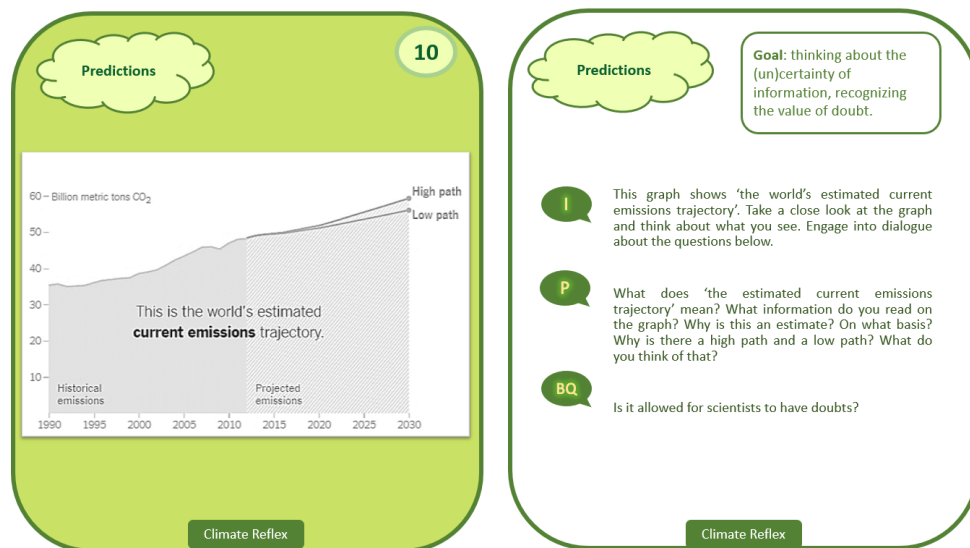 Predictions
10
60 – Billion metric tons CO2
High path
Low path
50
40
30
20
10
This is the world's estimated
current emissions trajectory.
Historical
emissions
Projected
emissions
1990 1995 2000 2005 2010 2015 2020 2025 2030
Climate Reflex
Predictions
Goal: thinking about the
(un)certainty of
information, recognizing
the value of doubt.
I
This graph shows ‘the world’s estimated current
emissions trajectory’. Take a close look at the graph
and think about what you see. Engage into dialogue
about the questions below.
P
What does ‘the estimated current emissions
trajectory’ mean? What information do you read on
the graph? Why is this an estimate? On what basis?
Why is there a high path and a low path? What do
you think of that?
BQ
Is it allowed for scientists to have doubts?
Climate Reflex